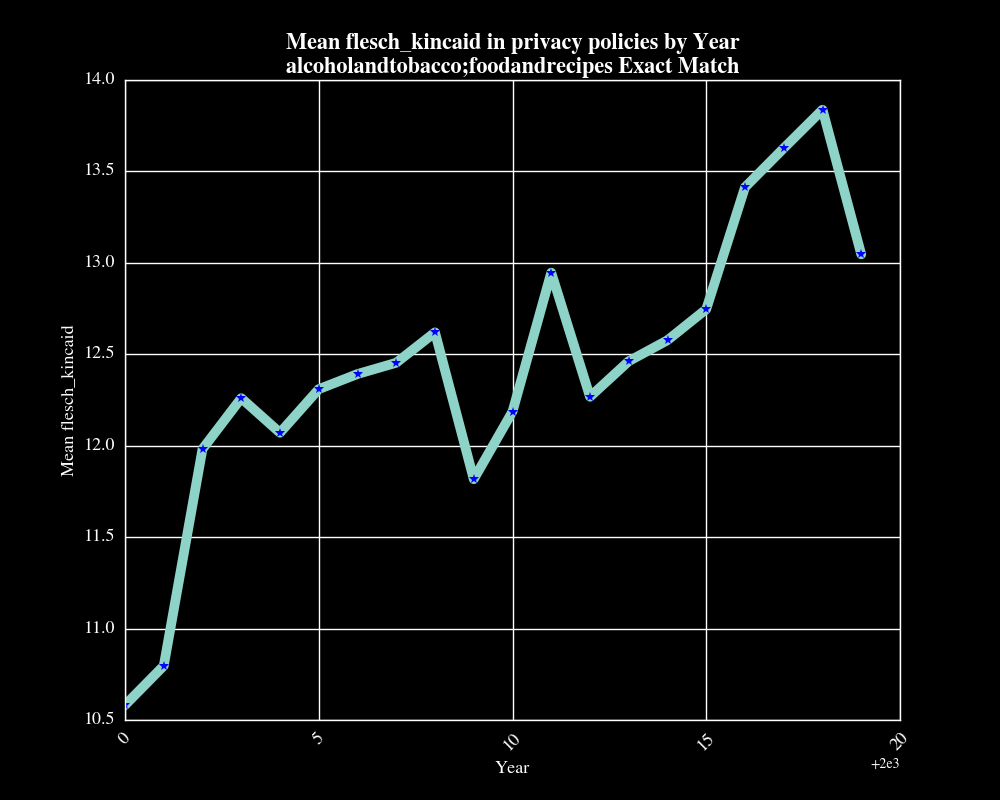 Mean flesch_kincaid in privacy policies by Year
alcoholandtobacco;foodandrecipes Exact Match
14.0
13.5
13.0
12.5
12.0
11.5
11.0
10.5
Mean flesch_kincaid
0
5
10
15
20
Year
+2e3